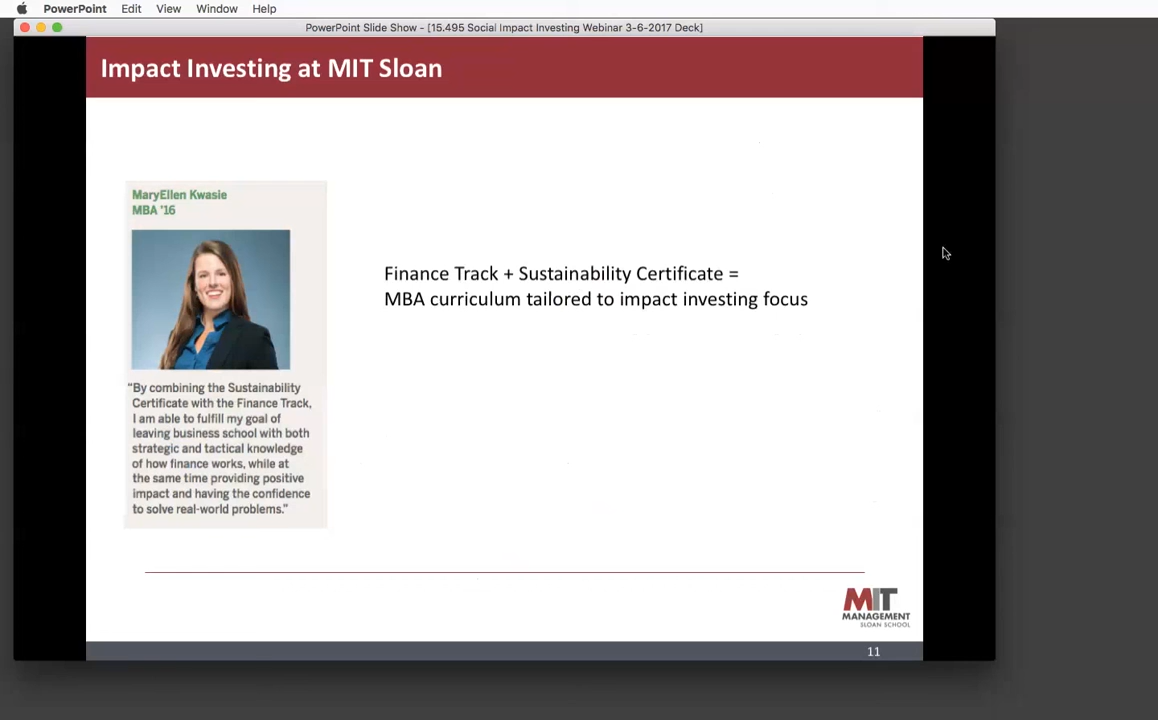 PowerPoint Edit View Window Help
PowerPoint Slide Show - [15.495 Social Impact Investing Webinar 3-6-2017 Deck]
Impact Investing at MIT Sloan
MaryEllen Kwasie
MBA '16
"By combining the Sustainability
Certificate with the Finance Track,
I am able to fulfill my goal of
leaving business school with both
strategic and tactical knowledge
of how finance works, while at
the same time providing positive
impact and having the confidence
to solve real-world problems."
Finance Track + Sustainability Certificate =
MBA curriculum tailored to impact investing focus
MIT
MANAGEMENT
SLOAN SCHOOL
11